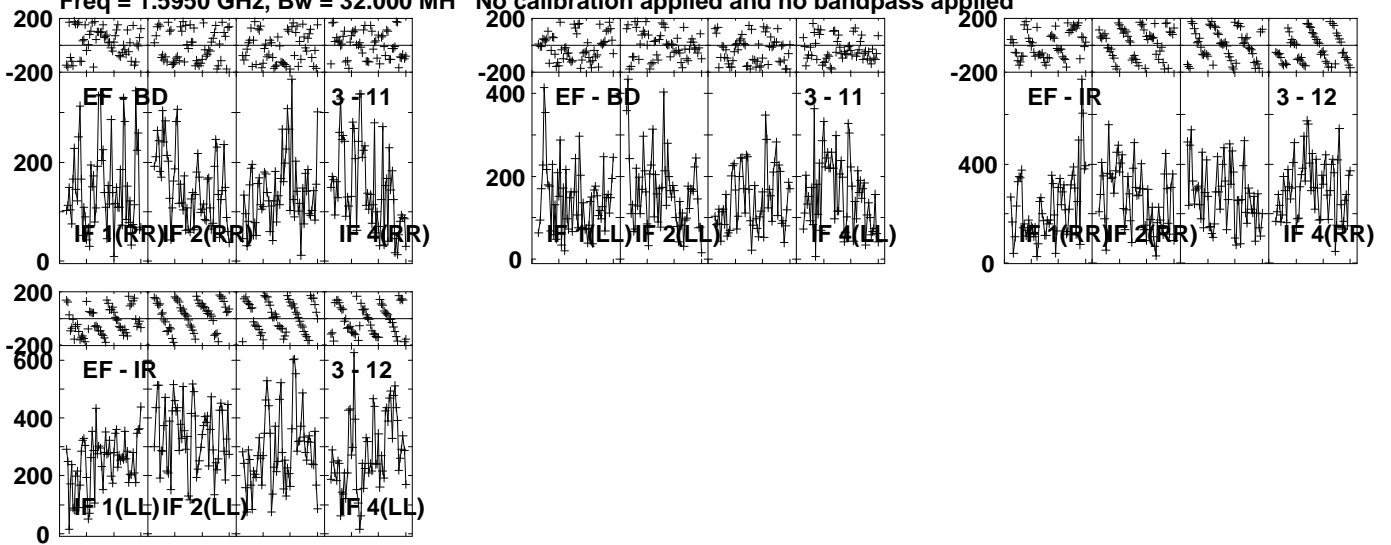 Freq = 1.5950 GHz, Bw = 32.000 MH No calibration applied and no bandpass applied
200 200 200
-200 -200 -200
EF - BD 3 - 11 400 EF - BD 3 - 11 EF - IR 3 - 12
200 200 400
IF 1(RR) IF 2(RR) IF 4(RR) IF 1(LL) IF 2(LL) IF 4(LL) IF 1(RR) IF 2(RR) IF 4(RR)
0 0 0
200
-200
600 EF - IR 3 - 12
400
200
IF 1(LL) IF 2(LL) IF 4(LL)
0